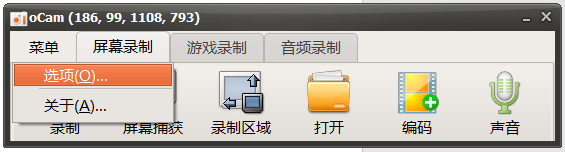 oCam (186, 99, 1108, 793)
菜单 屏幕录制 游戏录制 音频录制
选项(O)...
关于(A)...
录制 屏幕捕获 录制区域 打开 编码 声音